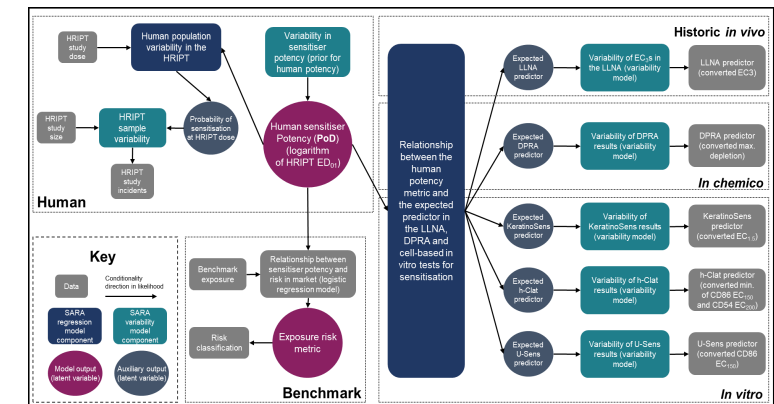 HRIPT
study
dose
Human population
variability in the
HRIPT
Variability in
sensitiser
potency (prior for
human potency)
HRIPT
study
size
HRIPT
sample
variability
Probability of
sensitisation
at HRIPT dose
Human sensitiser
Potency (PoD)
(logarithm
of HRIPT ED01)
HRIPT
study
incidents
Human
Key
Data
Conditionality
direction in likelihood
SARA
regression
model
component
SARA
variability
model
component
Model output
(latent variable)
Auxiliary output
(latent variable)
Benchmark
exposure
Relationship between
sensitiser potency and
risk in market (logistic
regression model)
Risk
classification
Exposure risk
metric
Benchmark
Relationship
between the
human
potency
metric and
the expected
predictor in
the LLNA,
DPRA and
cell-based in
vitro tests for
sensitisation
Historic in vivo
Expected
LLNA
predictor
Variability of EC3s
in the LLNA (variability
model)
LLNA
predictor
(converted EC3)
Expected
DPRA
predictor
Variability of DPRA
results (variability
model)
DPRA predictor
(converted max.
depletion)
In chemico
Expected
KeratinoSens
predictor
Variability of
KeratinoSens results
(variability model)
KeratinoSens
predictor
(converted EC1.5)
Expected
h-Clat
predictor
Variability of h-Clat
results (variability
model)
h-Clat predictor
(converted min.
of CD86 EC150
and CD54 EC200)
Expected
U-Sens
predictor
Variability of U-Sens
results (variability
model)
U-Sens predictor
(converted CD86
EC150)
In vitro